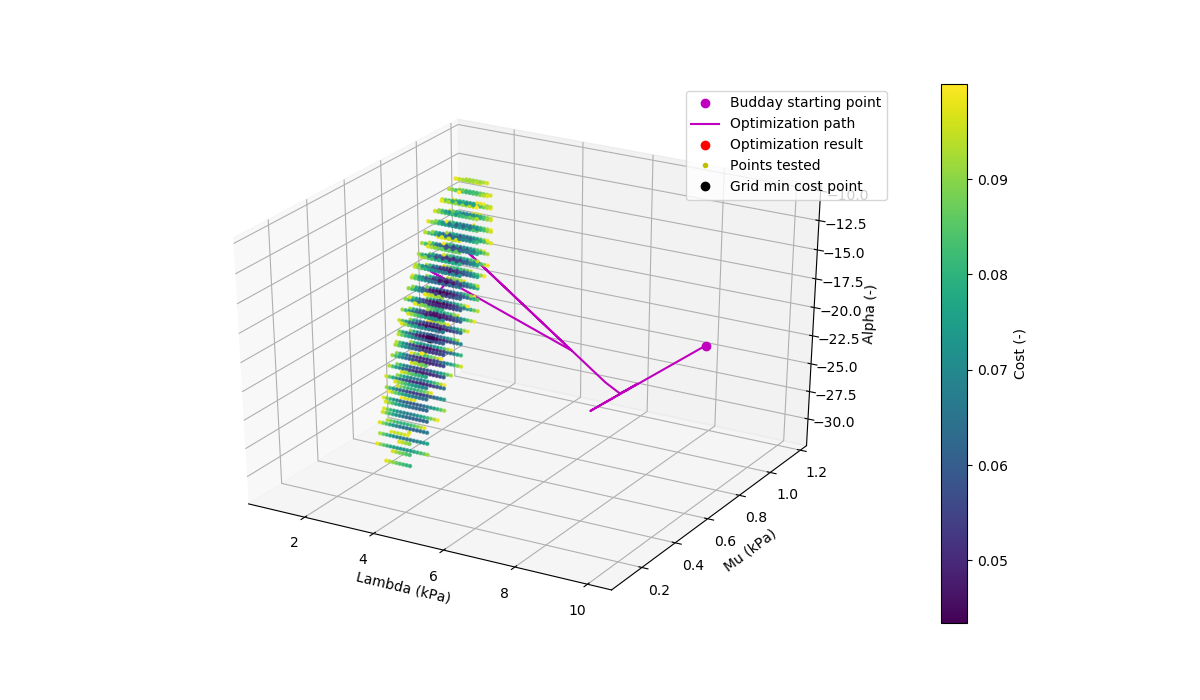 Budday starting point
Optimization path
Optimization result
Points tested
Grid min cost point
−10.0
−12.5
−15.0
−17.5
−20.0
−22.5
−25.0
−27.5
−30.0
Alpha (-)
2
4
6
8
10
Lambda (kPa)
0.2
0.4
0.6
0.8
1.0
1.2
Mu (kPa)
0.09
0.08
0.07
0.06
0.05
Cost (-)